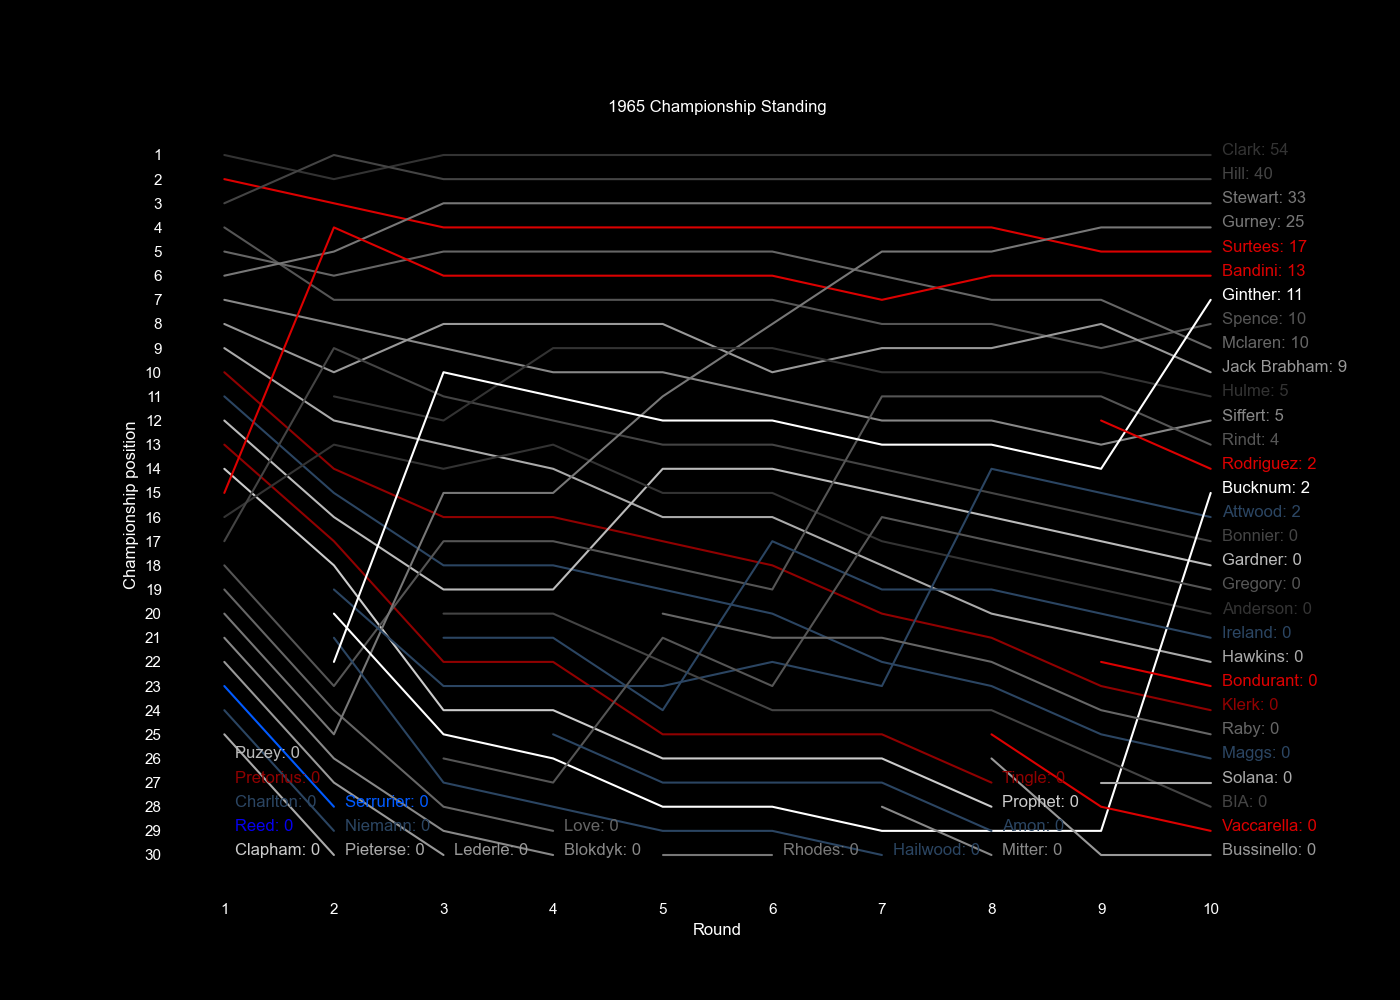 1965 Championship Standing
Championship position
1
2
3
4
5
6
7
8
9
10
11
12
13
14
15
16
17
18
19
20
21
22
23
24
25
26
27
28
29
30
Clark: 54
Hill: 40
Stewart: 33
Gurney: 25
Surtees: 17
Bandini: 13
Ginther: 11
Spence: 10
Mclaren: 10
Jack Brabham: 9
Hulme: 5
Siffert: 5
Rindt: 4
Rodriguez: 2
Bucknum: 2
Attwood: 2
Bonnier: 0
Gardner: 0
Gregory: 0
Anderson: 0
Ireland: 0
Hawkins: 0
Bondurant: 0
Klerk: 0
Raby: 0
Maggs: 0
Solana: 0
BIA: 0
Vaccarella: 0
Bussinello: 0
Puzey: 0
Pretorius: 0
Tingle: 0
Charlton: 0
Serrurier: 0
Prophet: 0
Reed: 0
Niemann: 0
Love: 0
Amon: 0
Clapham: 0
Pieterse: 0
Lederle: 0
Blokdyk: 0
Rhodes: 0
Hailwood: 0
Mitter: 0
1 2 3 4 5 6 7 8 9 10
Round